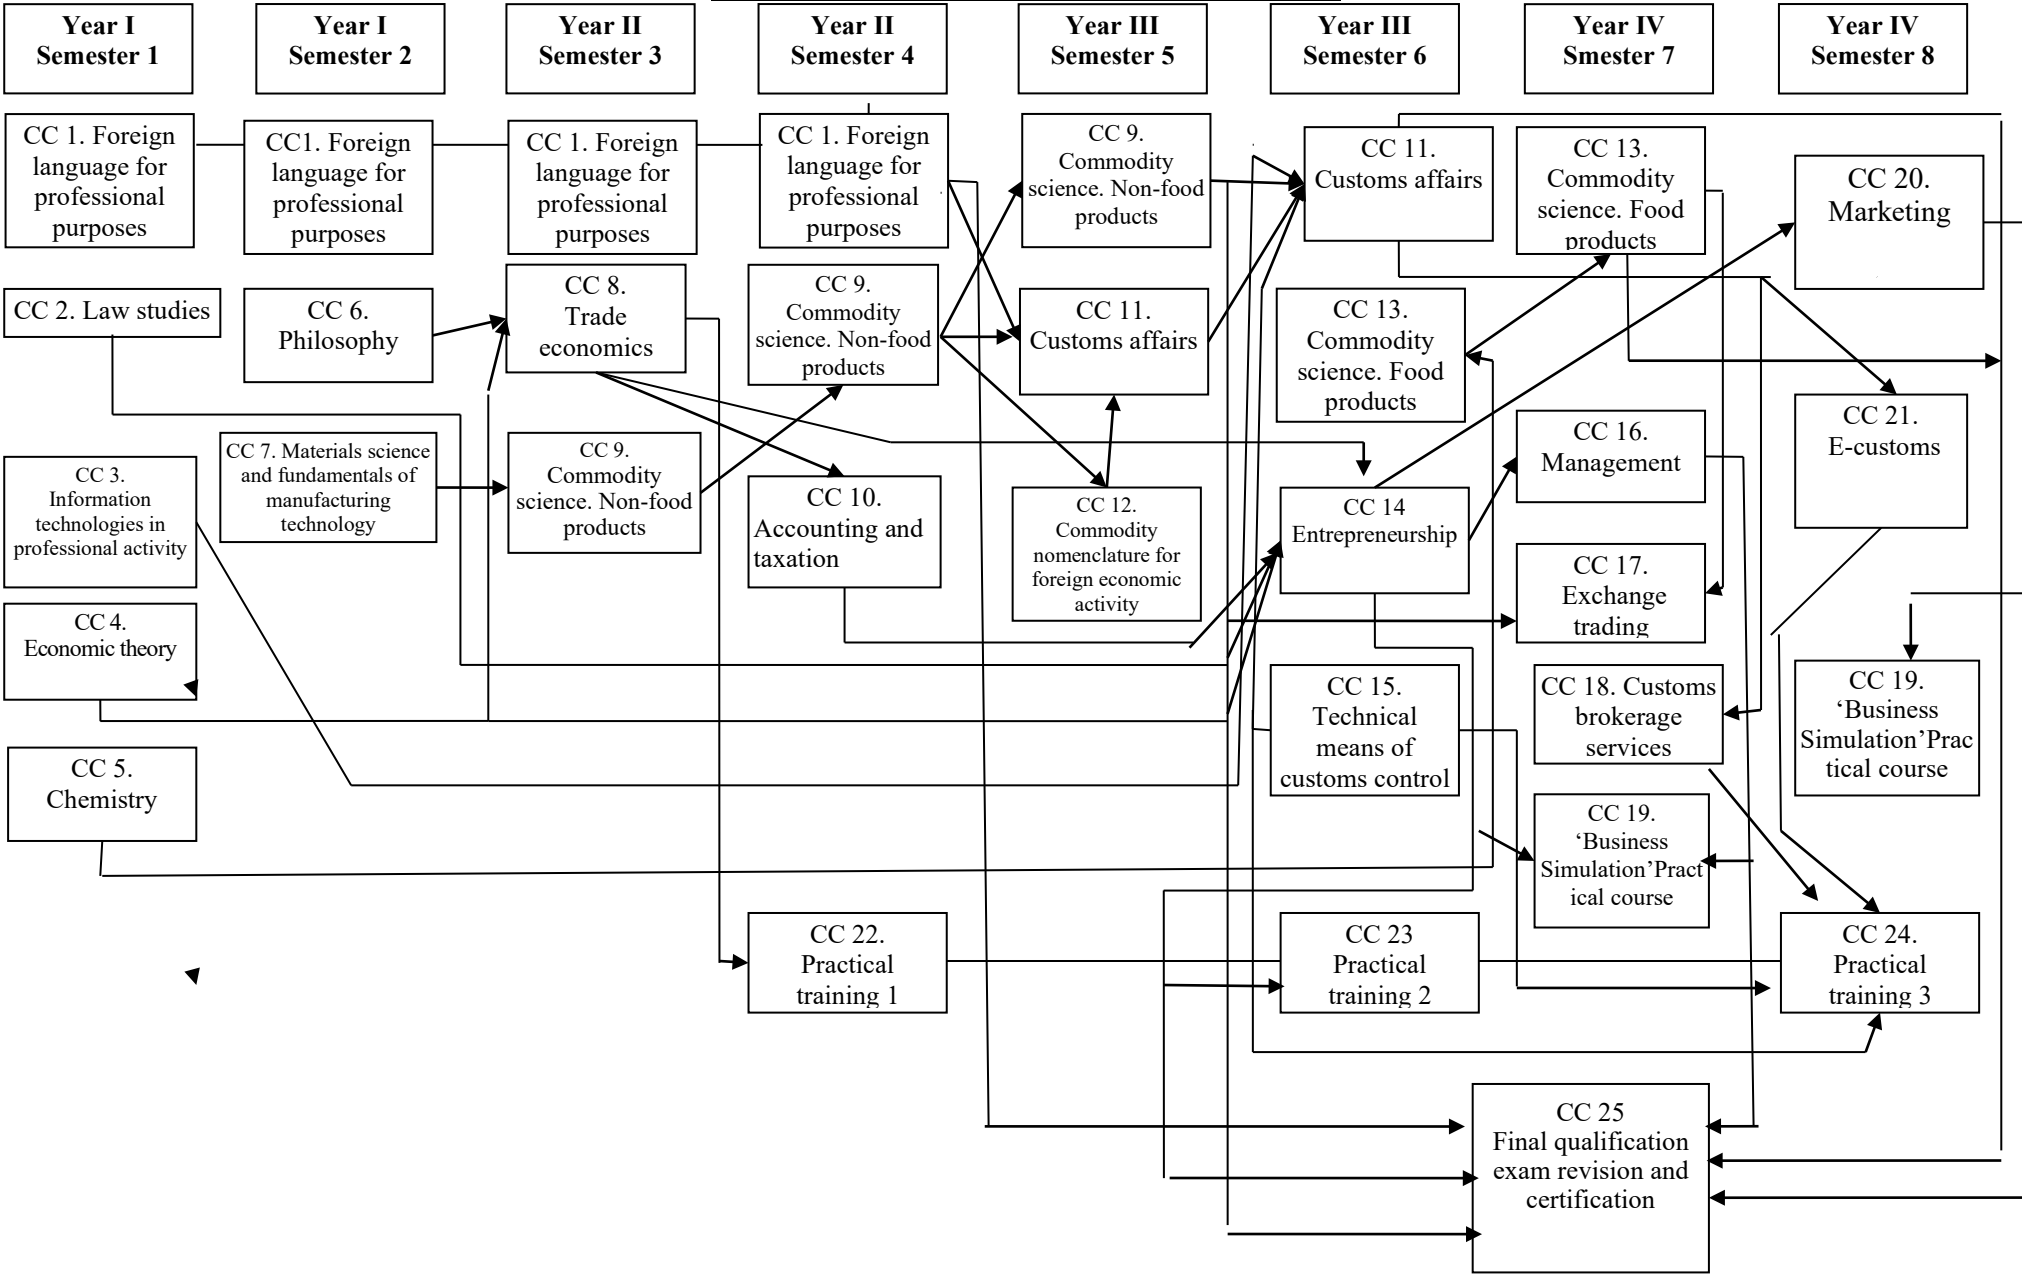 Year I
Semester 1
Year I
Semester 2
Year II
Semester 3
Year II
Semester 4
Year III
Semester 5
Year III
Semester 6
Year IV
Smester 7
Year IV
Semester 8
CC 1. Foreign
language for
professional
purposes
CC 2. Law studies
CC 3.
Information
technologies in
professional activity
CC 4.
Economic theory
CC 5.
Chemistry
CC1. Foreign
language for
professional
purposes
CC 6.
Philosophy
CC 7. Materials science
and fundamentals of
manufacturing
technology
CC 1. Foreign
language for
professional
purposes
CC 8.
Trade
economics
CC 9.
Commodity
science. Non-food
products
CC 1. Foreign
language for
professional
purposes
CC 9.
Commodity
science. Non-food
products
CC 10.
Accounting and
taxation
CC 22.
Practical
training 1
CC 9.
Commodity
science. Non-food
products
CC 11.
Customs affairs
CC 12.
Commodity
nomenclature for
foreign economic
activity
CC 11.
Customs affairs
CC 13.
Commodity
science. Food
products
CC 14
Entrepreneurship
CC 15.
Technical
means of
customs control
CC 23
Practical
training 2
CC 13.
Commodity
science. Food
products
CC 16.
Management
CC 17.
Exchange
trading
CC 18. Customs
brokerage
services
CC 19.
‘Business
Simulation’Pract
ical course
CC 25
Final qualification
exam revision and
certification
CC 20.
Marketing
CC 21.
E-customs
CC 19.
‘Business
Simulation’Prac
tical course
CC 24.
Practical
training 3